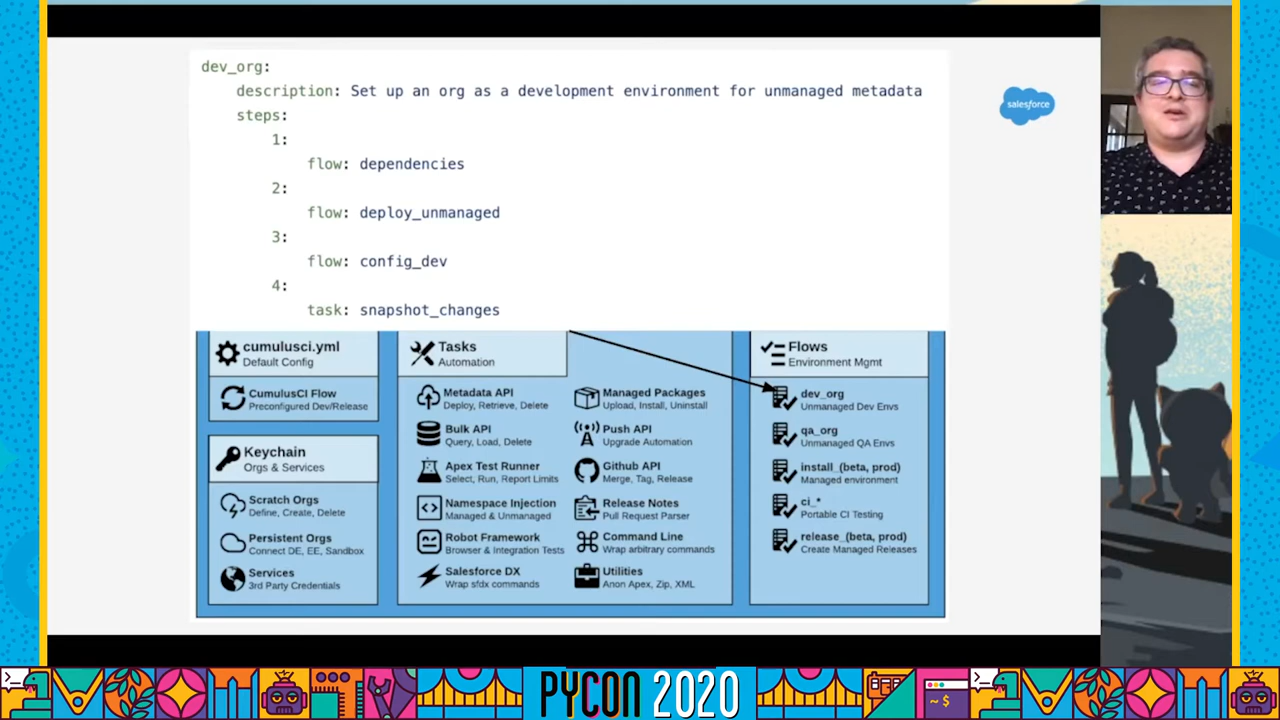 dev_org:
description: Set up an org as a development environment for unmanaged metadata
steps:
1:
flow: dependencies
2:
flow: deploy_unmanaged
3:
flow: config_dev
4:
task: snapshot_changes
salesforce
cumulusci.yml
Default Config
CumulusCI Flow
Preconfigured Dev/Release
Keychain
Orgs & Services
Scratch Orgs
Define, Create, Delete
Persistent Orgs
Connect DE, EE, Sandbox
Services
3rd Party Credentials
Tasks
Automation
Metadata API
Deploy, Retrieve, Delete
Bulk API
Query, Load, Delete
Apex Test Runner
Select, Run, Report Limits
Namespace Injection
Managed & Unmanaged
Robot Framework
Browser & Integration Tests
Salesforce DX
Wrap sfdx commands
Managed Packages
Upload, Install, Uninstall
Push API
Upgrade Automation
Github API
Merge, Tag, Release
Release Notes
Pull Request Parser
Command Line
Wrap arbitrary commands
Utilities
Anon Apex, Zip, XML
Flows
Environment Mgmt
dev_org
Unmanaged Dev Envs
qa_org
Unmanaged QA Envs
install_(beta, prod)
Managed environment
ci_*
Portable CI Testing
release_(beta, prod)
Create Managed Releases
PYCON 2020
~$